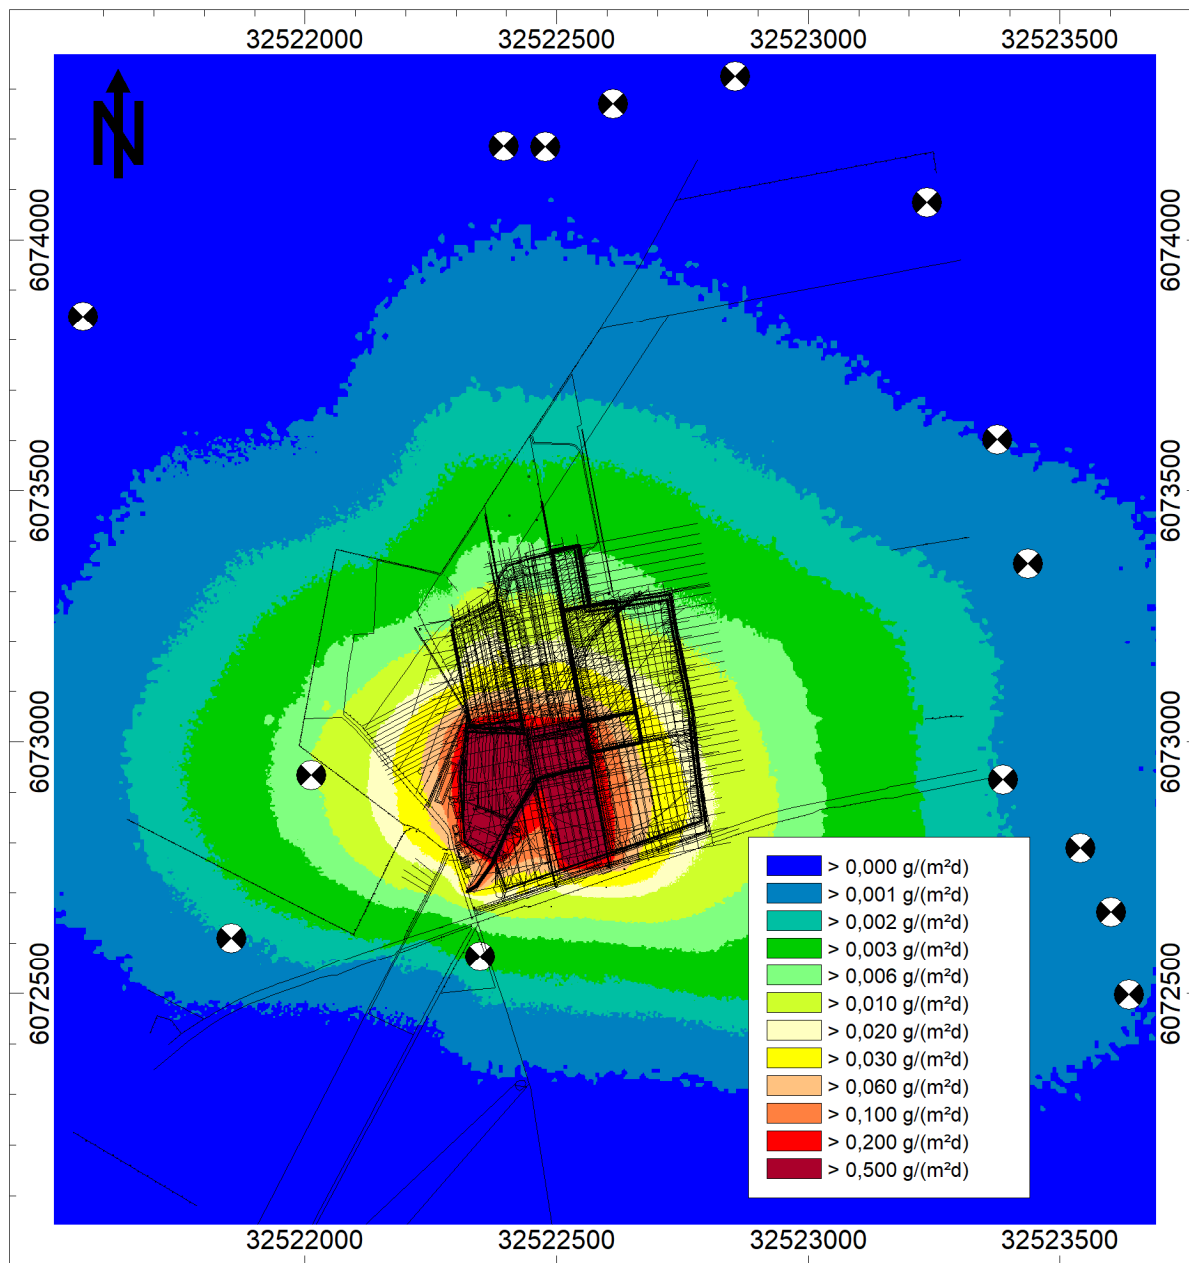 32522000 32522500 32523000 32523500
N
6074000 6074000
6073500 6073500
6073000 6073000
6072500 6072500
> 0,000 g/(m²d)
> 0,001 g/(m²d)
> 0,002 g/(m²d)
> 0,003 g/(m²d)
> 0,006 g/(m²d)
> 0,010 g/(m²d)
> 0,020 g/(m²d)
> 0,030 g/(m²d)
> 0,060 g/(m²d)
> 0,100 g/(m²d)
> 0,200 g/(m²d)
> 0,500 g/(m²d)
32522000 32522500 32523000 32523500